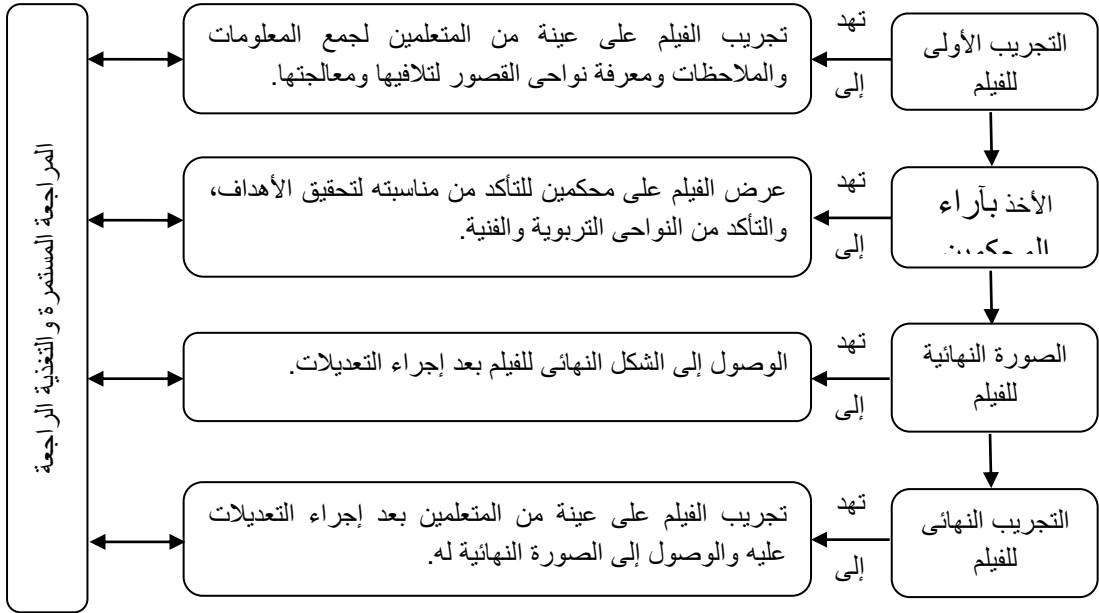 التجريب الأولى
للفيلم
تهد
إلى
تجريب الفيلم على عينة من المتعلمين لجمع المعلومات
والملاحظات ومعرفة نواحى القصور لتلافيها ومعالجتها.
الأخذ بآراء
المحكمين
تهد
إلى
عرض الفيلم على محكمين للتأكد من مناسبته لتحقيق الأهداف،
والتأكد من النواحى التربوية والفنية.
الصورة النهائية
للفيلم
تهد
إلى
الوصول إلى الشكل النهائى للفيلم بعد إجراء التعديلات.
التجريب النهائى
للفيلم
تهد
إلى
تجريب الفيلم على عينة من المتعلمين بعد إجراء التعديلات
عليه والوصول إلى الصورة النهائية له.
المراجعة المستمرة والتغذية الراجعة